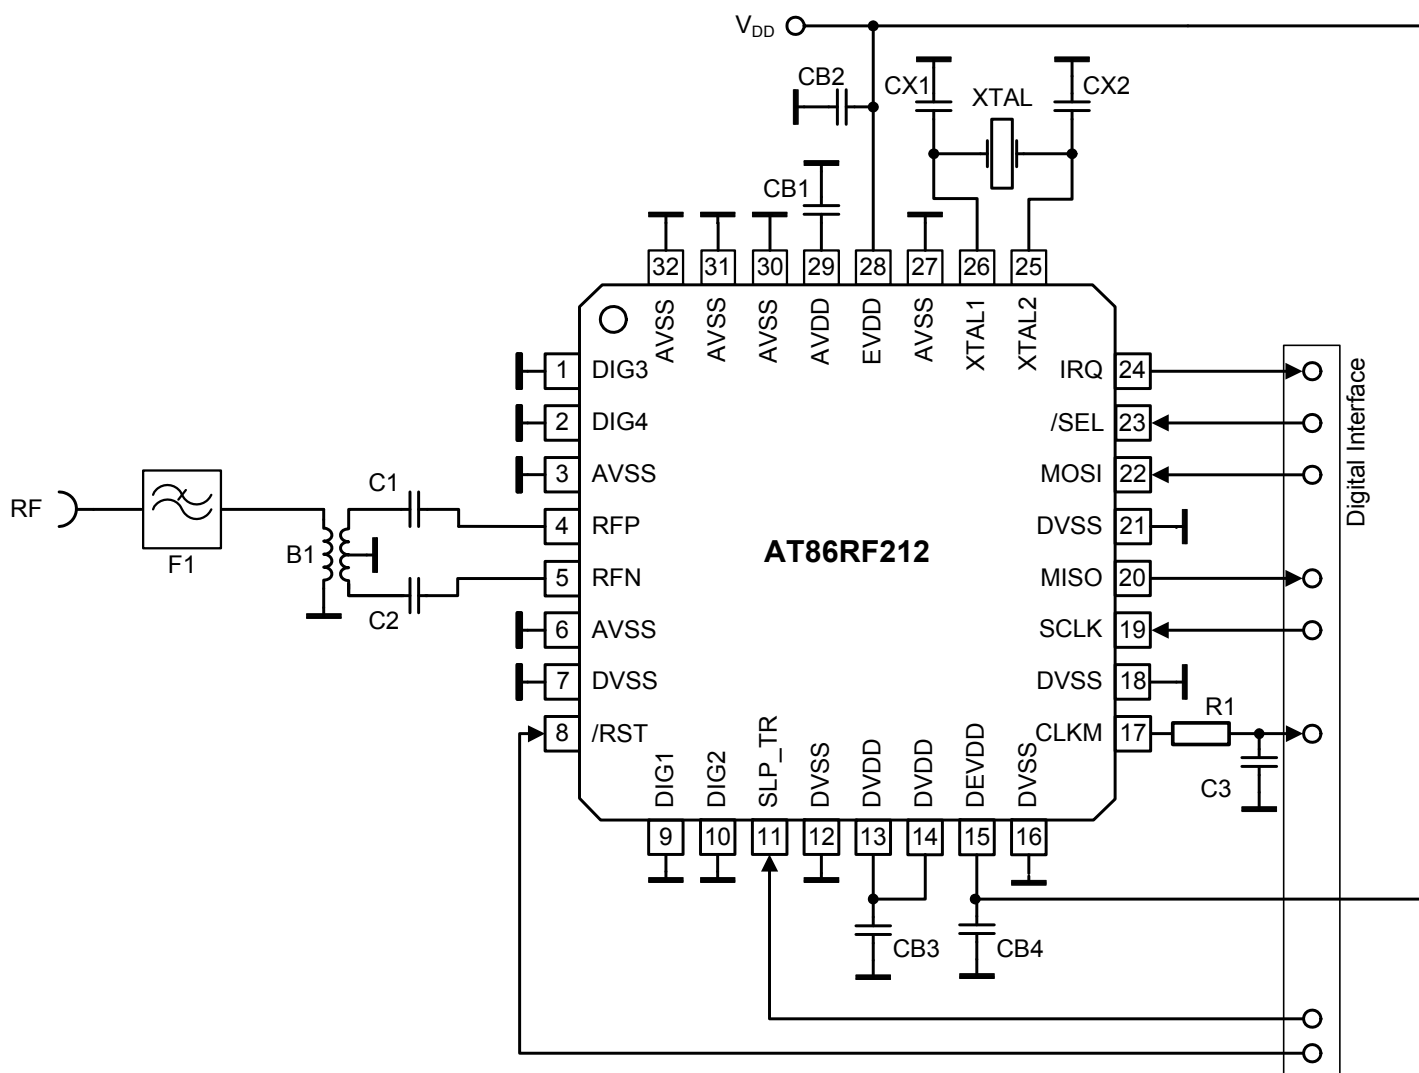 VDD
CB2
CX1
XTAL
CX2
CB1
32 31 30 29 28 27 26 25
AVSS
AVSS
AVSS
AVDD
EVDD
AVSS
XTAL1
XTAL2
1 DIG3
IRQ 24
2 DIG4
/SEL 23
3 AVSS
MOSI 22
RF
F1
B1
C1
C2
4 RFP
DVSS 21
AT86RF212
5 RFN
MISO 20
6 AVSS
SCLK 19
7 DVSS
DVSS 18
8 /RST
CLKM 17
R1
C3
Digital Interface
DIG1
DIG2
SLP_TR
DVSS
DVDD
DVDD
DEVDD
DVSS
9 10 11 12 13 14 15 16
CB3
CB4